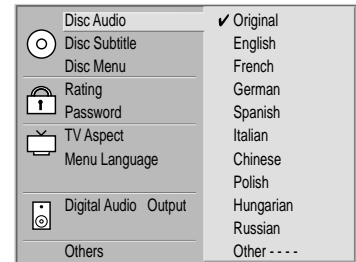 Disc Audio
Disc Subtitle
Disc Menu
Rating
Password
TV Aspect
Menu Language
Digital Audio Output
Others
✔ Original
English
French
German
Spanish
Italian
Chinese
Polish
Hungarian
Russian
Other - - - -